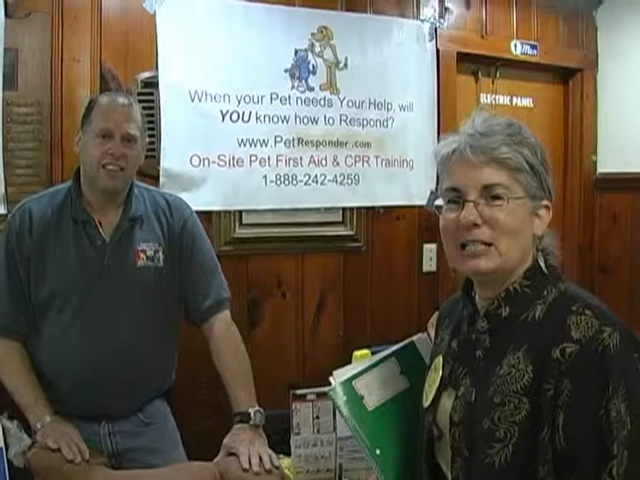 When your Pet needs Your Help, will
YOU know how to Respond?
www.PetResponder.com
On-Site Pet First Aid & CPR Training
1-888-242-4259
Men
ELECTRIC PANEL